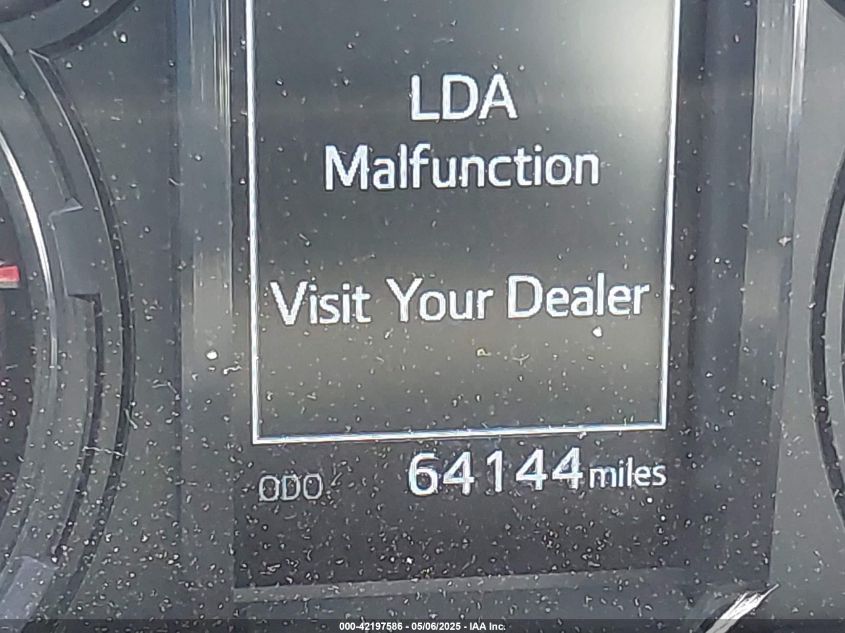 LDA
Malfunction
Visit Your Dealer
ODO 64144 miles
000-42197586 - 05/06/2025 - IAA Inc.